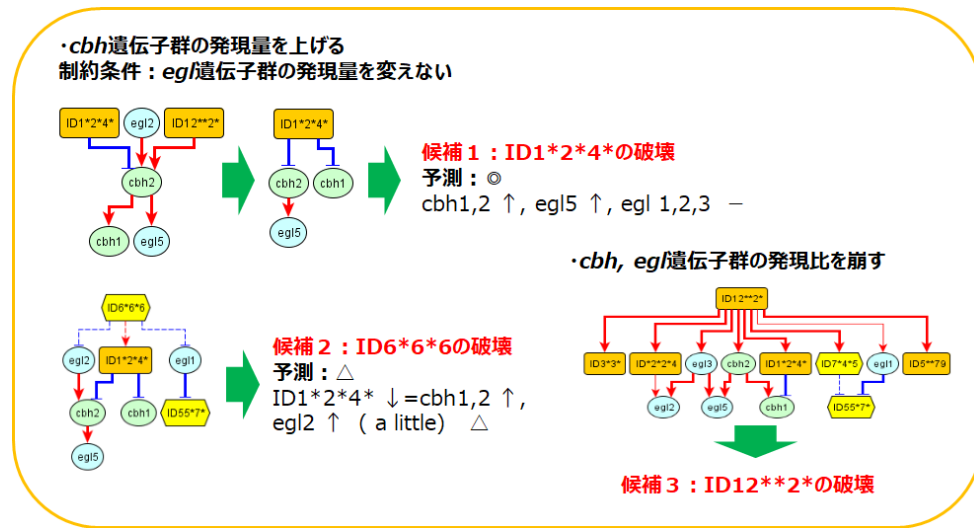 ・cbh遺伝子群の発現量を上げる
制約条件：egl遺伝子群の発現量を変えない
ID1*2*4*
egl2
ID12**2*
cbh2
cbh1
egl5
ID1*2*4*
cbh2
cbh1
egl5
候補１：ID1*2*4*の破壊
予測：◎
cbh1,2 ↑, egl5 ↑, egl 1,2,3 －
ID6*6*6
egl2
ID1*2*4*
egl1
cbh2
cbh1
ID55*7*
egl5
候補２：ID6*6*6の破壊
予測：△
ID1*2*4* ↓=cbh1,2 ↑,
egl2 ↑ ( a little) △
・cbh, egl遺伝子群の発現比を崩す
ID12**2*
ID3*3*
ID*2*2*4
egl3
cbh2
ID1*2*4*
ID7*4*5
egl1
ID5**79
egl2
egl5
cbh1
ID55*7*
候補３：ID12**2*の破壊